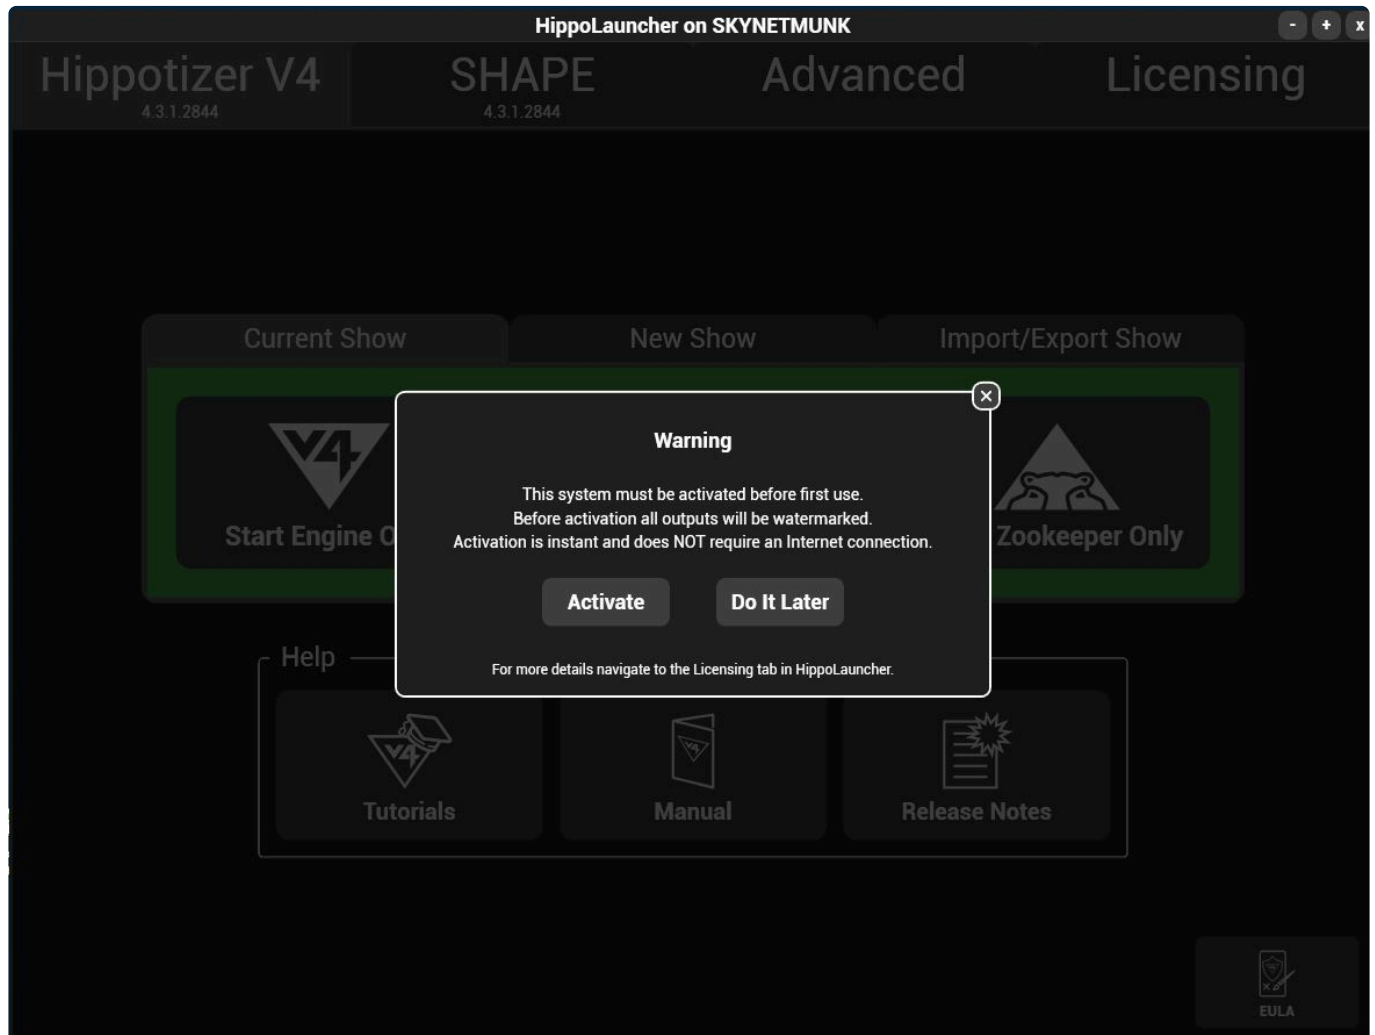 HippoLauncher on SKYNETMUNK
- + x
Hippotizer V4 SHAPE Advanced Licensing
4.3.1.2844 4.3.1.2844
Current Show New Show Import/Export Show
Warning
This system must be activated before first use.
Before activation all outputs will be watermarked.
Activation is instant and does NOT require an Internet connection.
V4
Start Engine O
Zookeeper Only
Activate Do It Later
For more details navigate to the Licensing tab in HippoLauncher.
Help
V4
V4
Tutorials Manual Release Notes
EULA